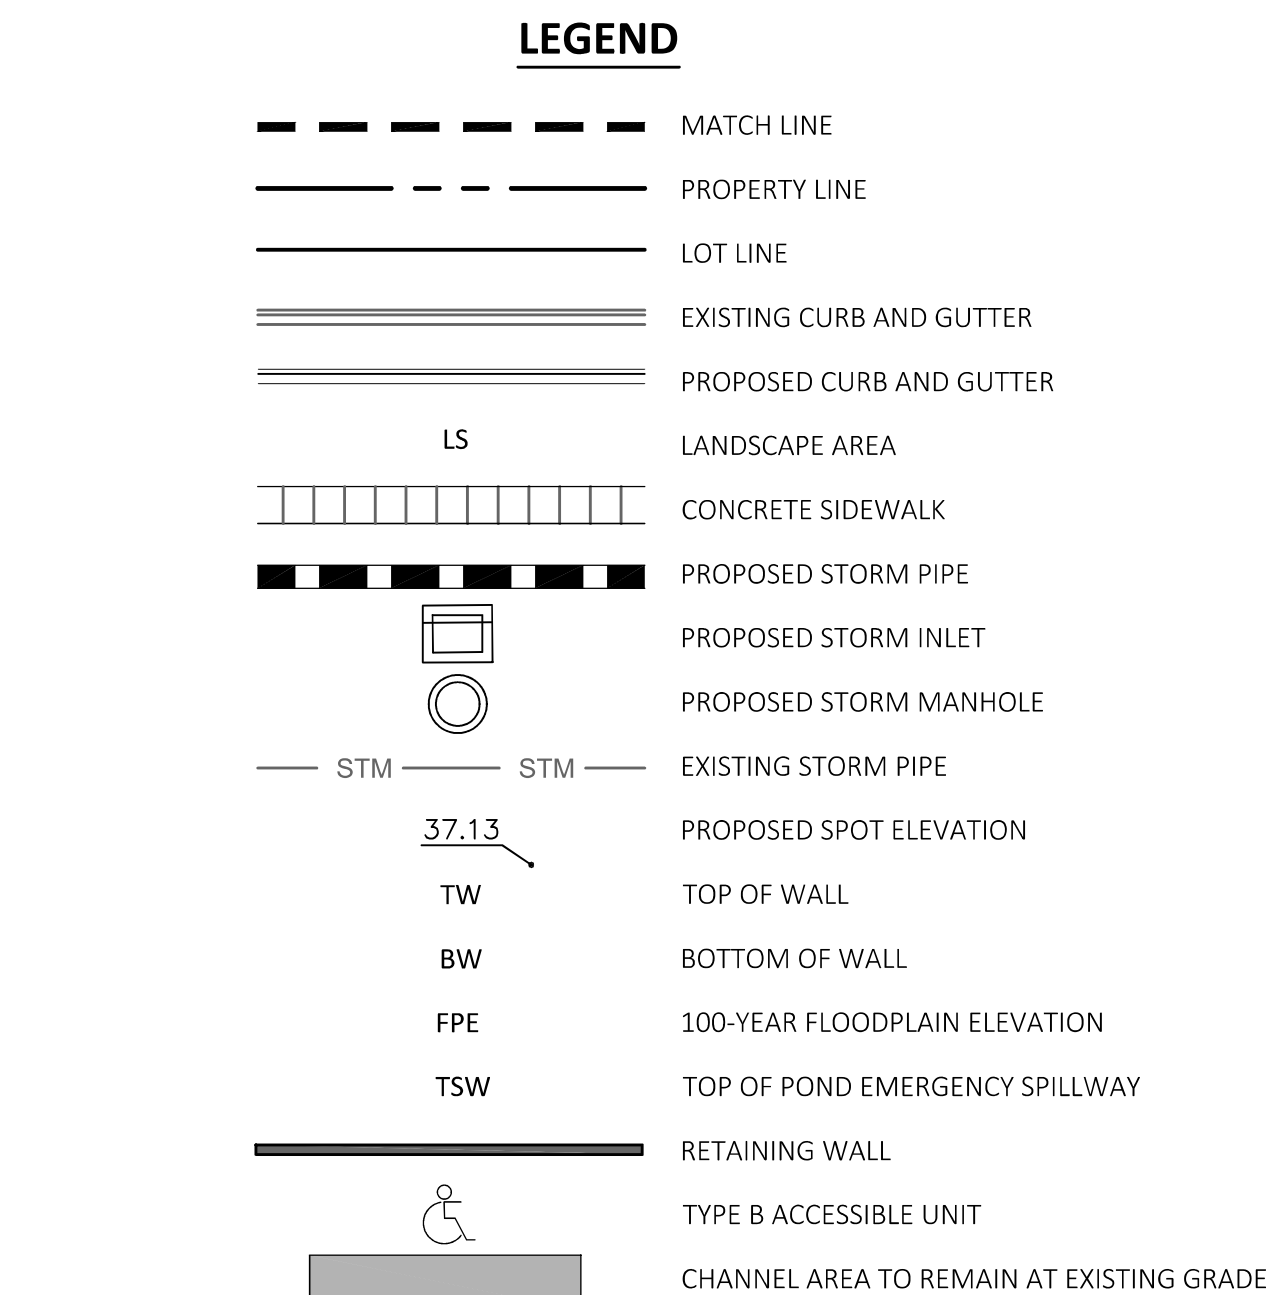 LEGEND
MATCH LINE
PROPERTY LINE
LOT LINE
EXISTING CURB AND GUTTER
PROPOSED CURB AND GUTTER
LS LANDSCAPE AREA
CONCRETE SIDEWALK
PROPOSED STORM PIPE
PROPOSED STORM INLET
PROPOSED STORM MANHOLE
STM STM EXISTING STORM PIPE
37.13 PROPOSED SPOT ELEVATION
TW TOP OF WALL
BW BOTTOM OF WALL
FPE 100-YEAR FLOODPLAIN ELEVATION
TSW TOP OF POND EMERGENCY SPILLWAY
RETAINING WALL
TYPE B ACCESSIBLE UNIT
CHANNEL AREA TO REMAIN AT EXISTING GRADE